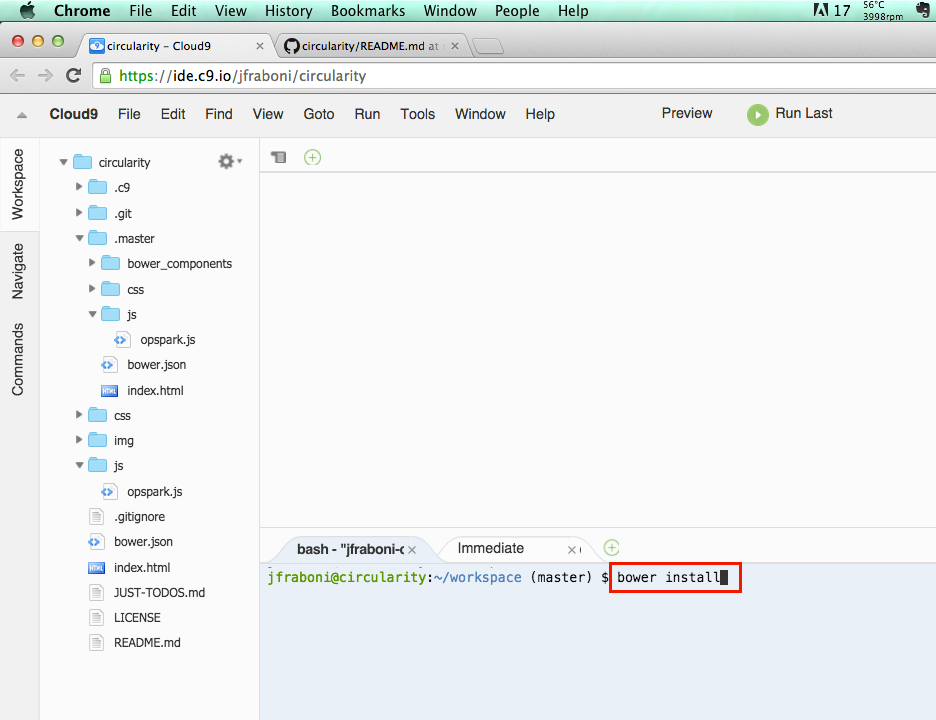 Chrome File Edit View History Bookmarks Window People Help 17 56°C
3998rpm
circularity – Cloud9 × circularity/README.md at ×
https://ide.c9.io/jfraboni/circularity
Cloud9 File Edit Find View Goto Run Tools Window Help Preview Run Last
Workspace
Navigate
Commands
circularity
.c9
.git
.master
bower_components
css
js
opspark.js
bower.json
HTML index.html
css
img
js
opspark.js
.gitignore
bower.json
HTML index.html
JUST-TODOS.md
LICENSE
README.md
bash - "jfraboni-c × Immediate ×
jfraboni@circularity:~/workspace (master) $ bower install